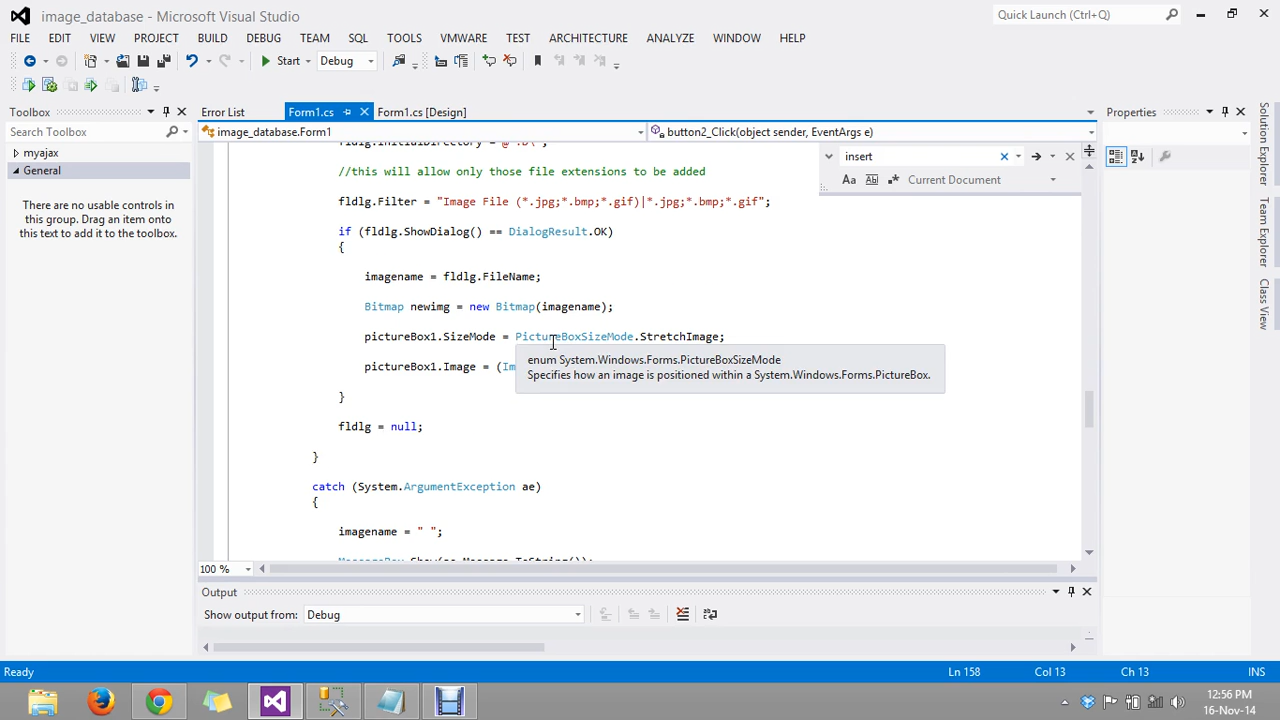 image_database - Microsoft Visual Studio
Quick Launch (Ctrl+Q)
FILE EDIT VIEW PROJECT BUILD DEBUG TEAM SQL TOOLS VMWARE TEST ARCHITECTURE ANALYZE WINDOW HELP
Start Debug
Toolbox
Error List Form1.cs Form1.cs [Design]
Properties
Search Toolbox
image_database.Form1
button2_Click(object sender, EventArgs e)
myajax
General
There are no usable controls in
this group. Drag an item onto
this text to add it to the toolbox.
insert
Aa Ab Current Document
//this will allow only those file extensions to be added
fldlg.Filter = "Image File (*.jpg;*.bmp;*.gif)|*.jpg;*.bmp;*.gif";
if (fldlg.ShowDialog() == DialogResult.OK)
{
imagename = fldlg.FileName;
Bitmap newimg = new Bitmap(imagename);
pictureBox1.SizeMode = PictureBoxSizeMode.StretchImage;
enum System.Windows.Forms.PictureBoxSizeMode
pictureBox1.Image = (Im
Specifies how an image is positioned within a System.Windows.Forms.PictureBox.
}
fldlg = null;
}
catch (System.ArgumentException ae)
{
imagename = " ";
Solution Explorer
Team Explorer
Class View
100 %
Output
Show output from: Debug
Ready
Ln 158 Col 13 Ch 13 INS
12:56 PM
16-Nov-14